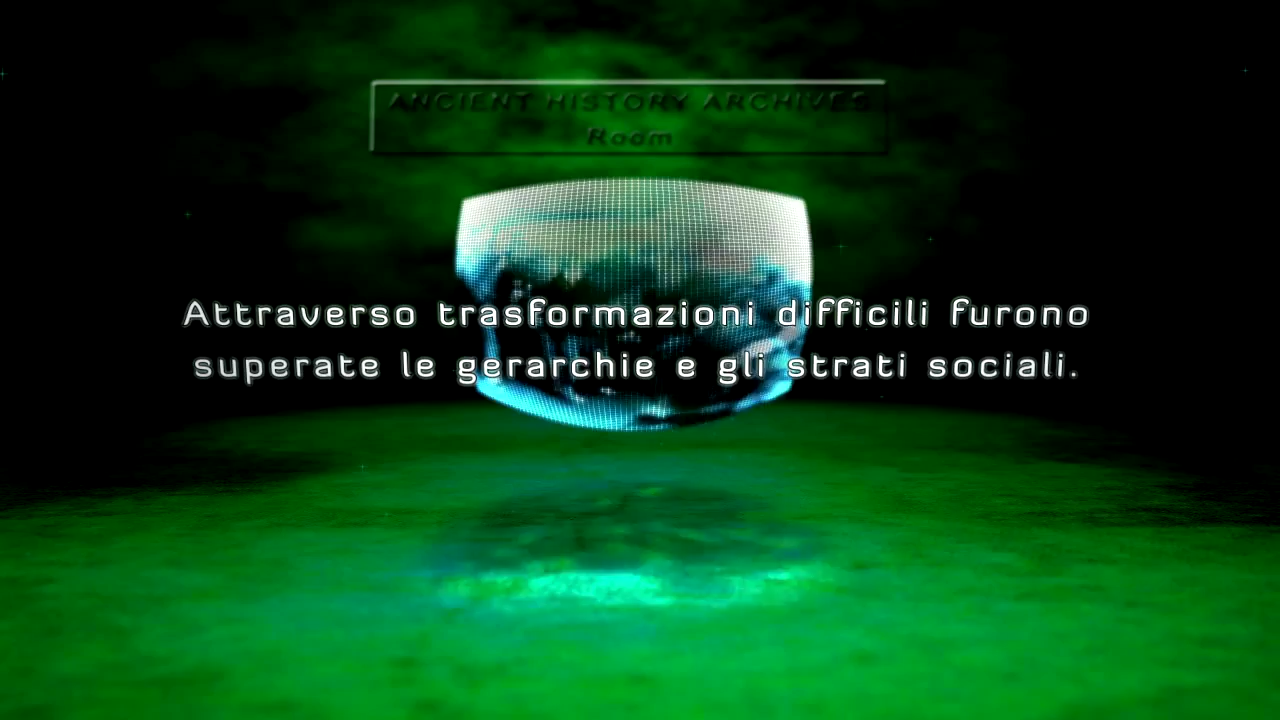 ANCIENT HISTORY ARCHIVES
Room
Attraverso trasformazioni difficili furono
superate le gerarchie e gli strati sociali.